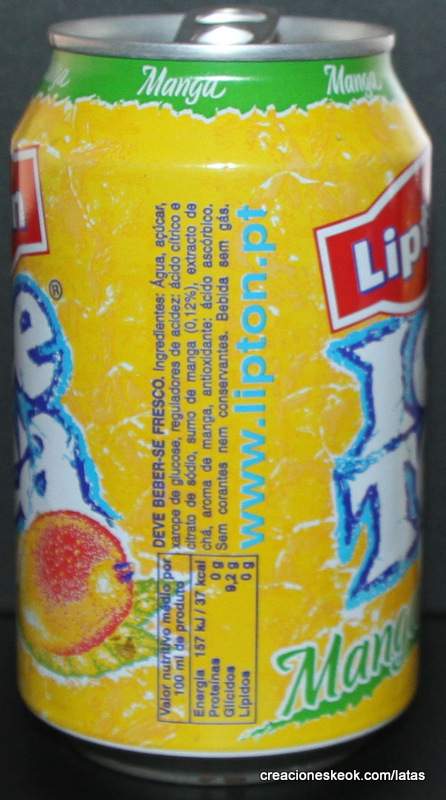 Manga
Manga
Lipt
Manga
DEVE BEBER-SE FRESCO. Ingredientes: Água, açúcar,
xarope de glucose, reguladores de acidez: ácido cítrico e
citrato de sódio, sumo de manga (0,12%), extracto de
chá, aroma de manga, antioxidante: ácido ascórbico.
Sem corantes nem conservantes. Bebida sem gás.
www.lipton.pt
Valor nutritivo médio por
100 ml de produto
Energia 157 kJ / 37 kcal
Proteínas 0 g
Glícidos 9,2 g
Lípidos 0 g
creacioneskeok.com/latas